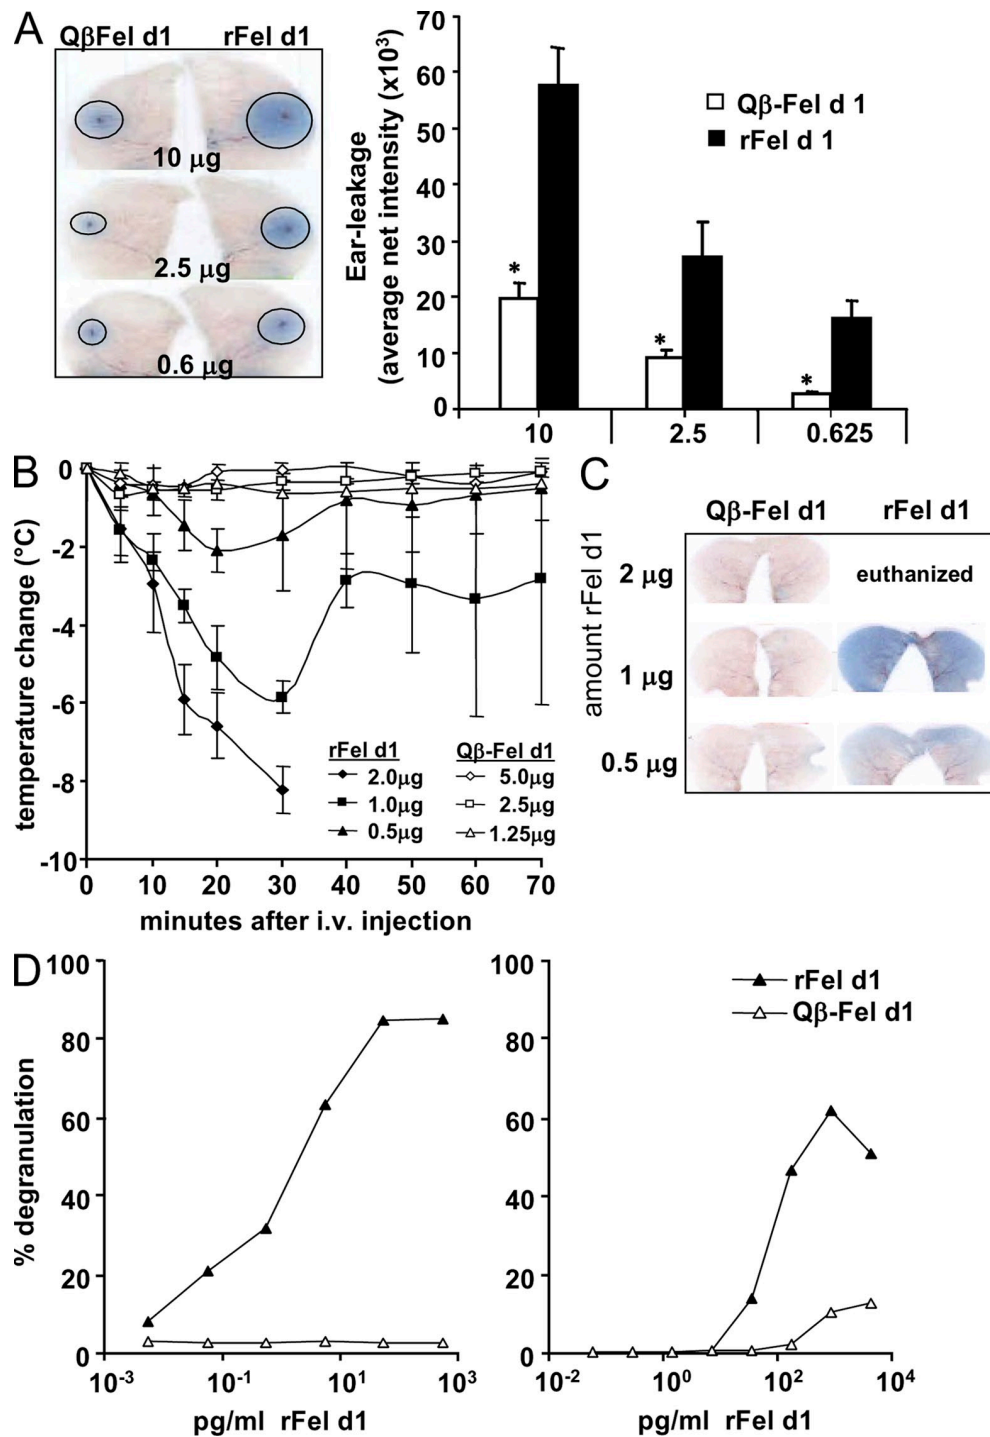 A
QβFel d1 rFel d1
10 μg
2.5 μg
0.6 μg
Ear-leakage
(average net intensity (x10³)
70
60
50
40
30
20
10
0
Qβ-Fel d 1
rFel d 1
*
*
*
10 2.5 0.625
B
temperature change (°C)
0
-2
-4
-6
-8
-10
rFel d1 Qβ-Fel d1
2.0μg 5.0μg
1.0μg 2.5μg
0.5μg 1.25μg
0 10 20 30 40 50 60 70
minutes after i.v. injection
C
Qβ-Fel d1 rFel d1
amount rFel d1
2 μg euthanized
1 μg
0.5 μg
D
% degranulation
100
80
60
40
20
0
10⁻³ 10⁻¹ 10¹ 10³
pg/ml rFel d1
100
80
60
40
20
0
rFel d1
Qβ-Fel d1
10⁻² 10⁰ 10² 10⁴
pg/ml rFel d1